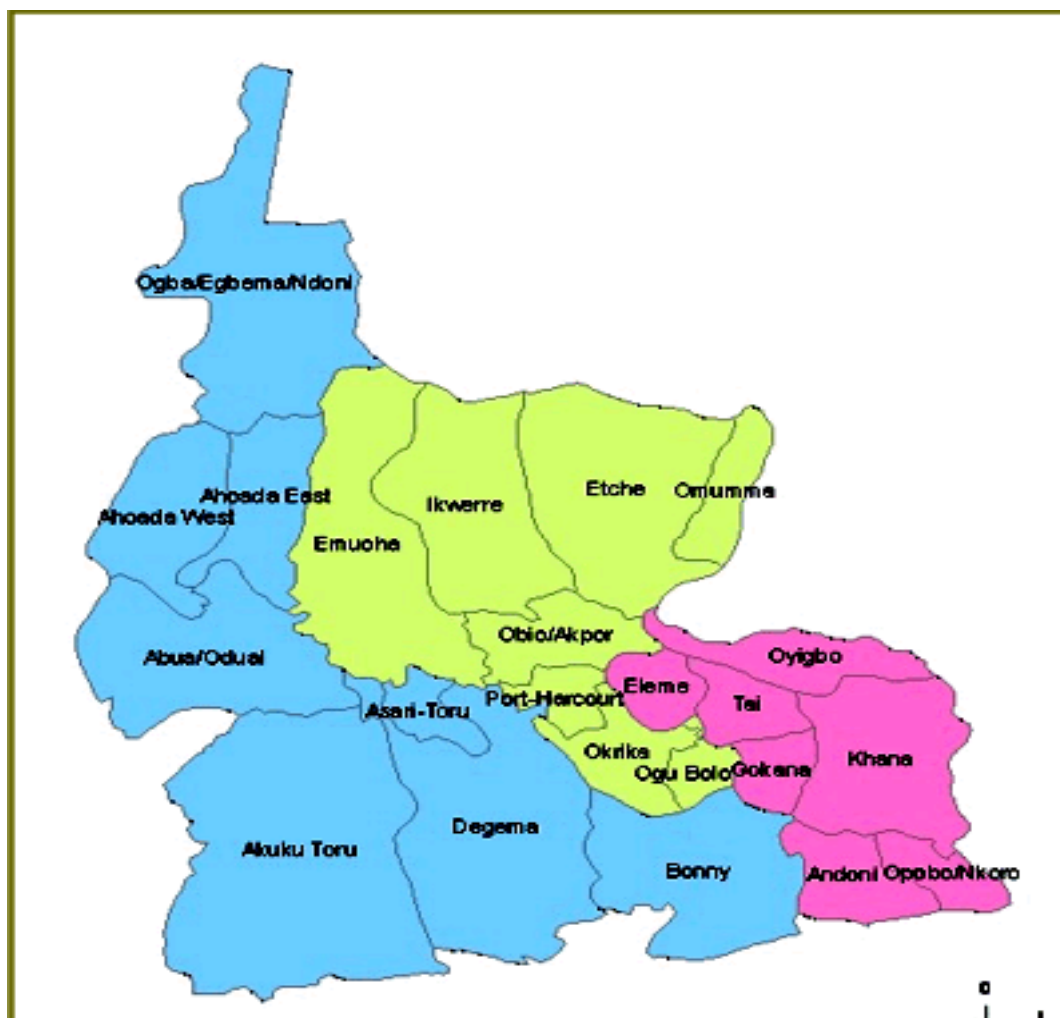 Ogba/Egbema/Ndoni
Ahoada East
Ahoada West
Emuoha
Ikwerre
Etche
Omumma
Obio/Akpor
Abua/Odual
Oyigbo
Eleme
Tai
Port-Harcourt
Asari-Toru
Okrika
Ogu Bolo
Gokana
Khana
Akuku Toru
Degema
Bonny
Andoni
Opobo/Nkoro
0